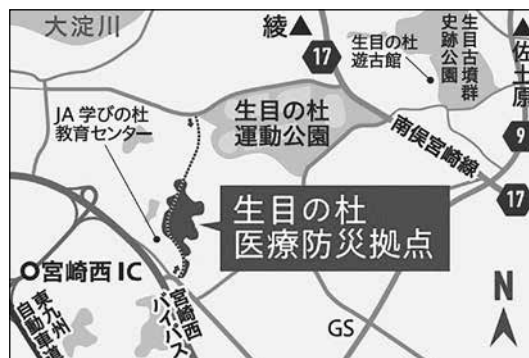 大淀川
綾▲
17
生目の杜
遊古館
生目古墳群
史跡公園
▲
佐土原
JA 学びの杜
教育センター
生目の杜
運動公園
南俣宮崎線
9
17
生目の杜
医療防災拠点
宮崎西IC
宮崎西
バイパス
東九州
自動車道
GS
N